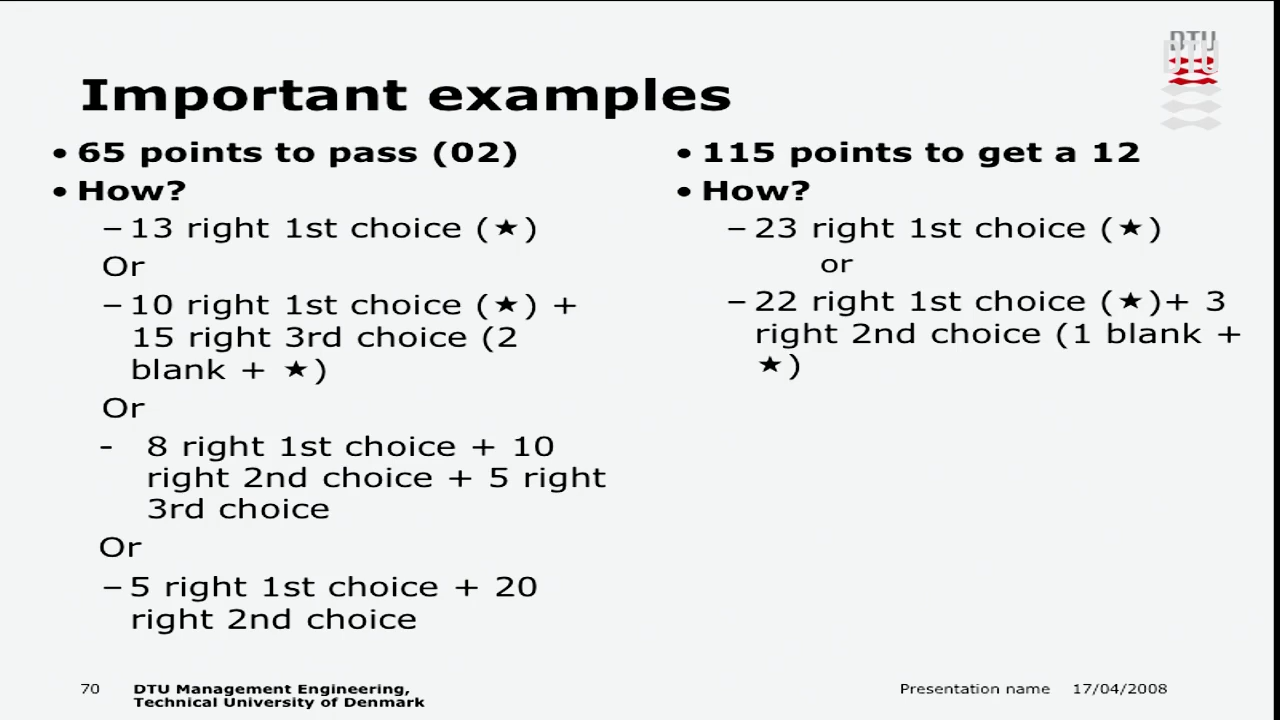 DTU
Important examples
• 65 points to pass (02)
• How?
– 13 right 1st choice (★)
Or
– 10 right 1st choice (★) +
15 right 3rd choice (2
blank + ★)
Or
- 8 right 1st choice + 10
right 2nd choice + 5 right
3rd choice
Or
– 5 right 1st choice + 20
right 2nd choice
• 115 points to get a 12
• How?
– 23 right 1st choice (★)
or
– 22 right 1st choice (★)+ 3
right 2nd choice (1 blank +
★)
70
DTU Management Engineering,
Technical University of Denmark
Presentation name 17/04/2008